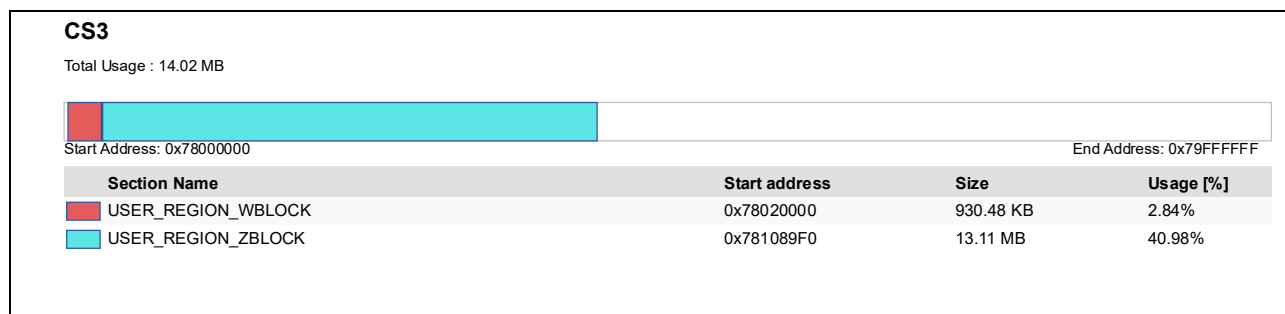 CS3
Total Usage : 14.02 MB
Start Address: 0x78000000 End Address: 0x79FFFFFF
Section Name Start address Size Usage [%]
USER_REGION_WBLOCK 0x78020000 930.48 KB 2.84%
USER_REGION_ZBLOCK 0x781089F0 13.11 MB 40.98%